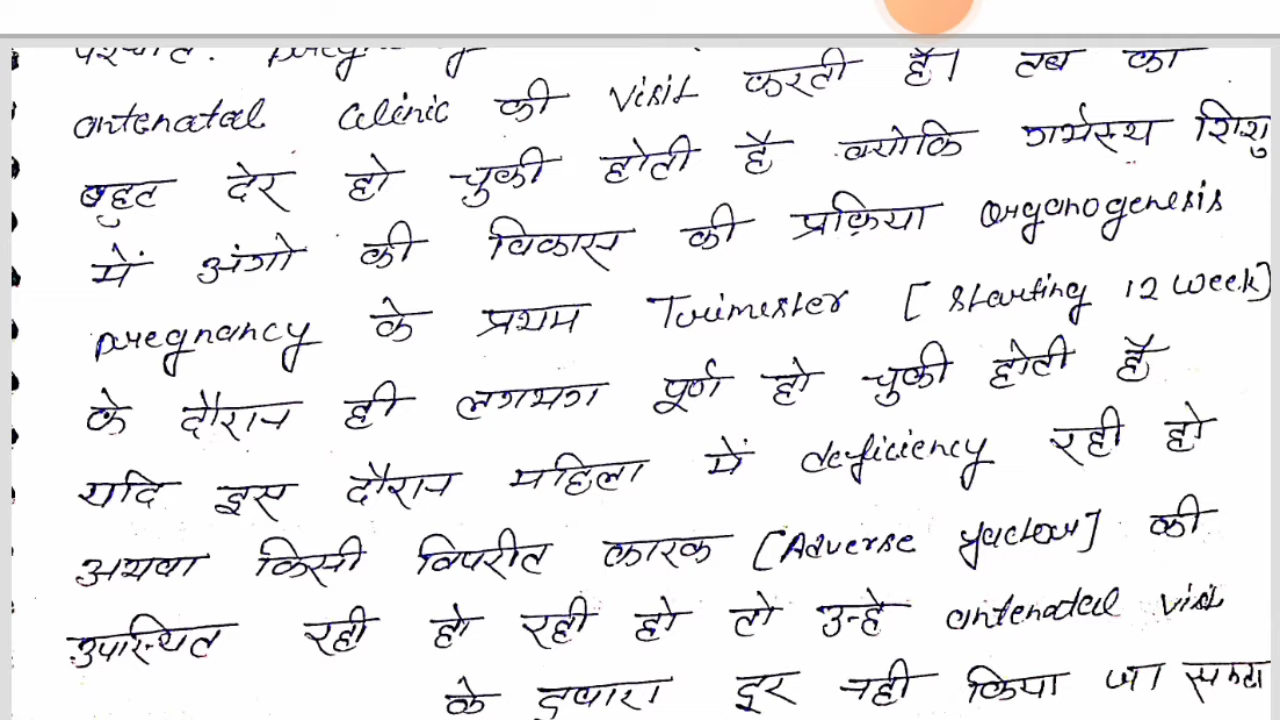 पश्चात.
antenatal clinic की visit करती है। तब का
बहुत देर हो चुकी होती है क्योकि गर्भस्थ शिशु
में अंगो की विकास की प्रक्रिया organogenesis
pregnancy के प्रथम Trimester [ starting 12 week]
के दौरान ही लगभग पूर्ण हो चुकी होती है
यदि इस दौरान महिला में deficiency रही हो
अथवा किसी विपरीत कारक [Adverse factor] की
उपस्थित रही हो रही हो तो उन्हे antenatal visit
के द्वारा दूर नही किया जा सकता